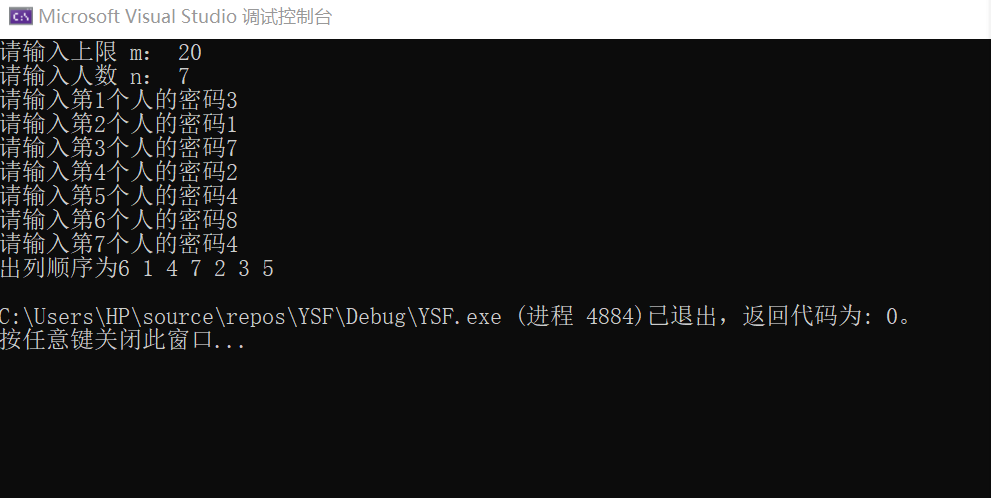 Microsoft Visual Studio 调试控制台
请输入上限 m： 20
请输入人数 n： 7
请输入第1个人的密码3
请输入第2个人的密码1
请输入第3个人的密码7
请输入第4个人的密码2
请输入第5个人的密码4
请输入第6个人的密码8
请输入第7个人的密码4
出列顺序为6 1 4 7 2 3 5
C:\Users\HP\source\repos\YSF\Debug\YSF.exe (进程 4884)已退出，返回代码为: 0。
按任意键关闭此窗口...